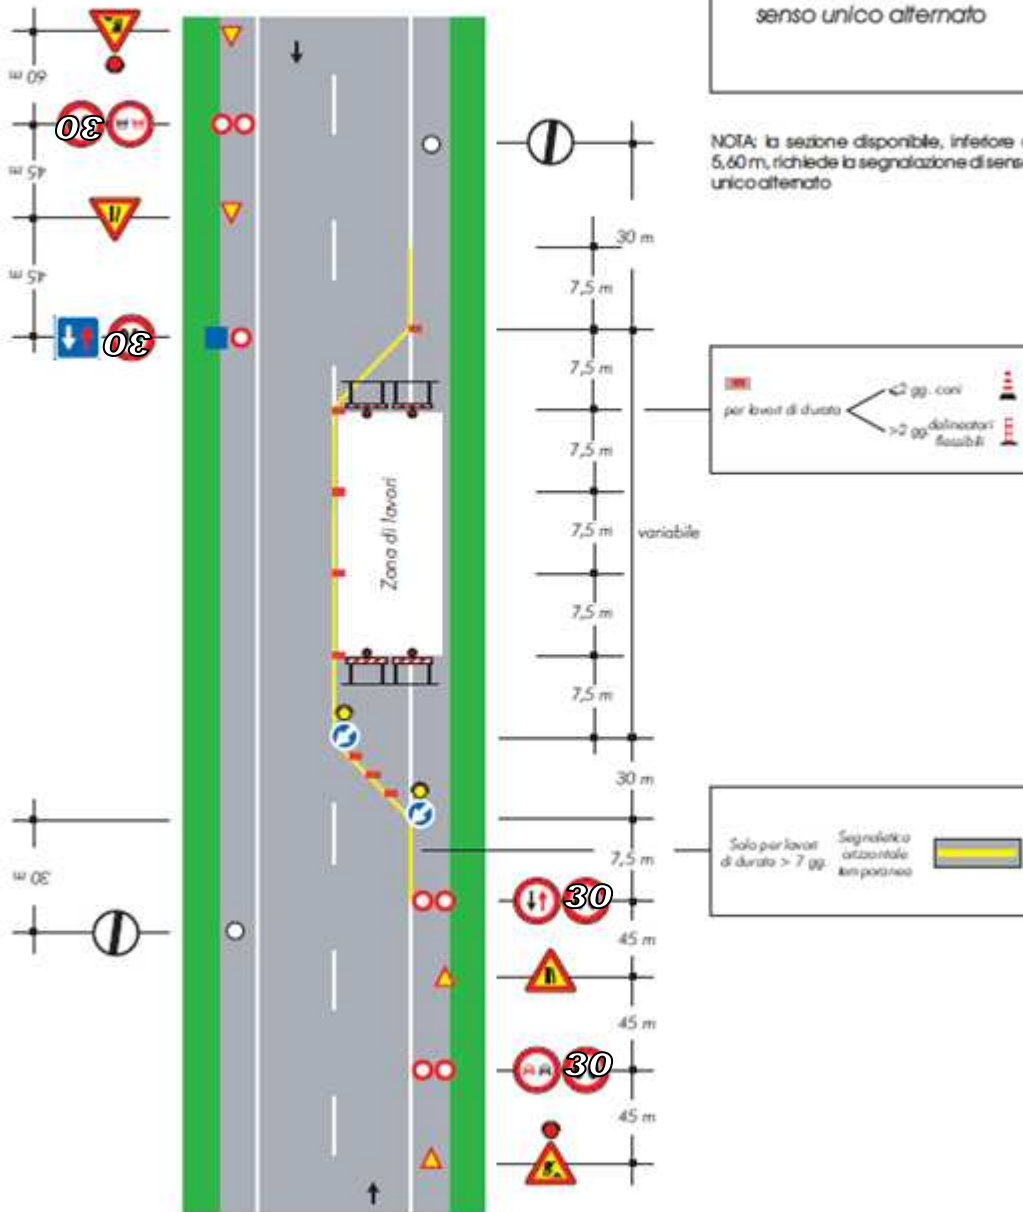 senso unico alternato
NOTA: la sezione disponibile, inferiore a
5,60 m, richiede la segnalazione di senso
unico alternato
60 m
30
45 m
45 m
30
30 m
7,5 m
7,5 m
7,5 m
7,5 m
7,5 m
7,5 m
variabile
per lavori di durata
<2 gg. coni
>2 gg. delineatori
flessibili
Zona di lavori
30 m
7,5 m
Solo per lavori
di durata > 7 gg.
Segnaletica
orizzontale
temporanea
30 m
30
45 m
45 m
30
45 m